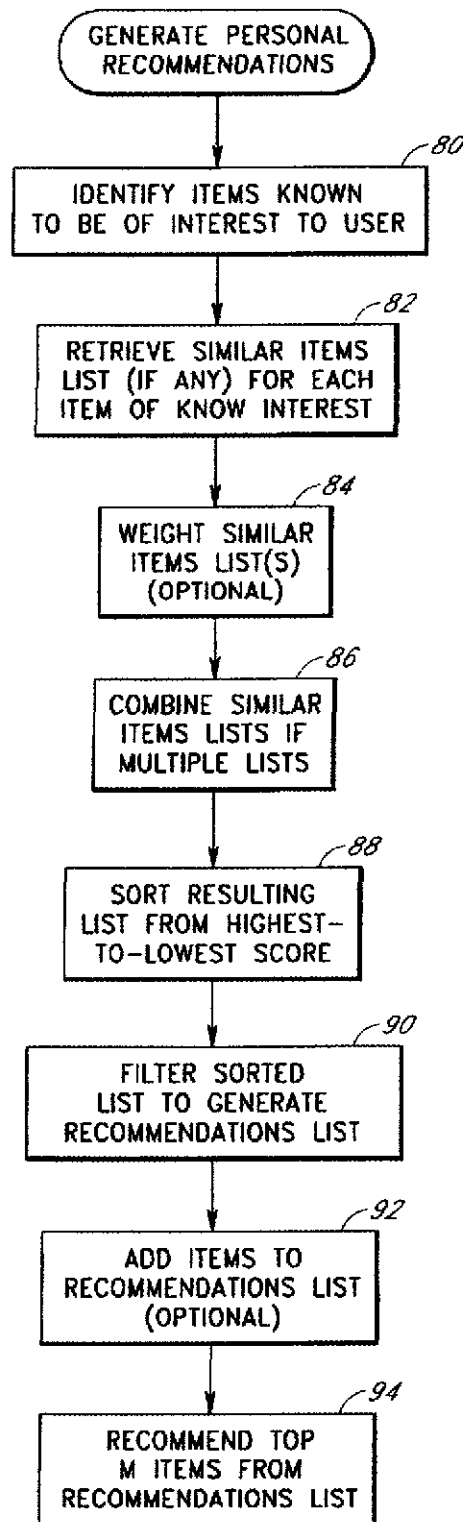 GENERATE PERSONAL
RECOMMENDATIONS
80
IDENTIFY ITEMS KNOWN
TO BE OF INTEREST TO USER
82
RETRIEVE SIMILAR ITEMS
LIST (IF ANY) FOR EACH
ITEM OF KNOW INTEREST
84
WEIGHT SIMILAR
ITEMS LIST(S)
(OPTIONAL)
86
COMBINE SIMILAR
ITEMS LISTS IF
MULTIPLE LISTS
88
SORT RESULTING
LIST FROM HIGHEST-
TO-LOWEST SCORE
90
FILTER SORTED
LIST TO GENERATE
RECOMMENDATIONS LIST
92
ADD ITEMS TO
RECOMMENDATIONS LIST
(OPTIONAL)
94
RECOMMEND TOP
M ITEMS FROM
RECOMMENDATIONS LIST